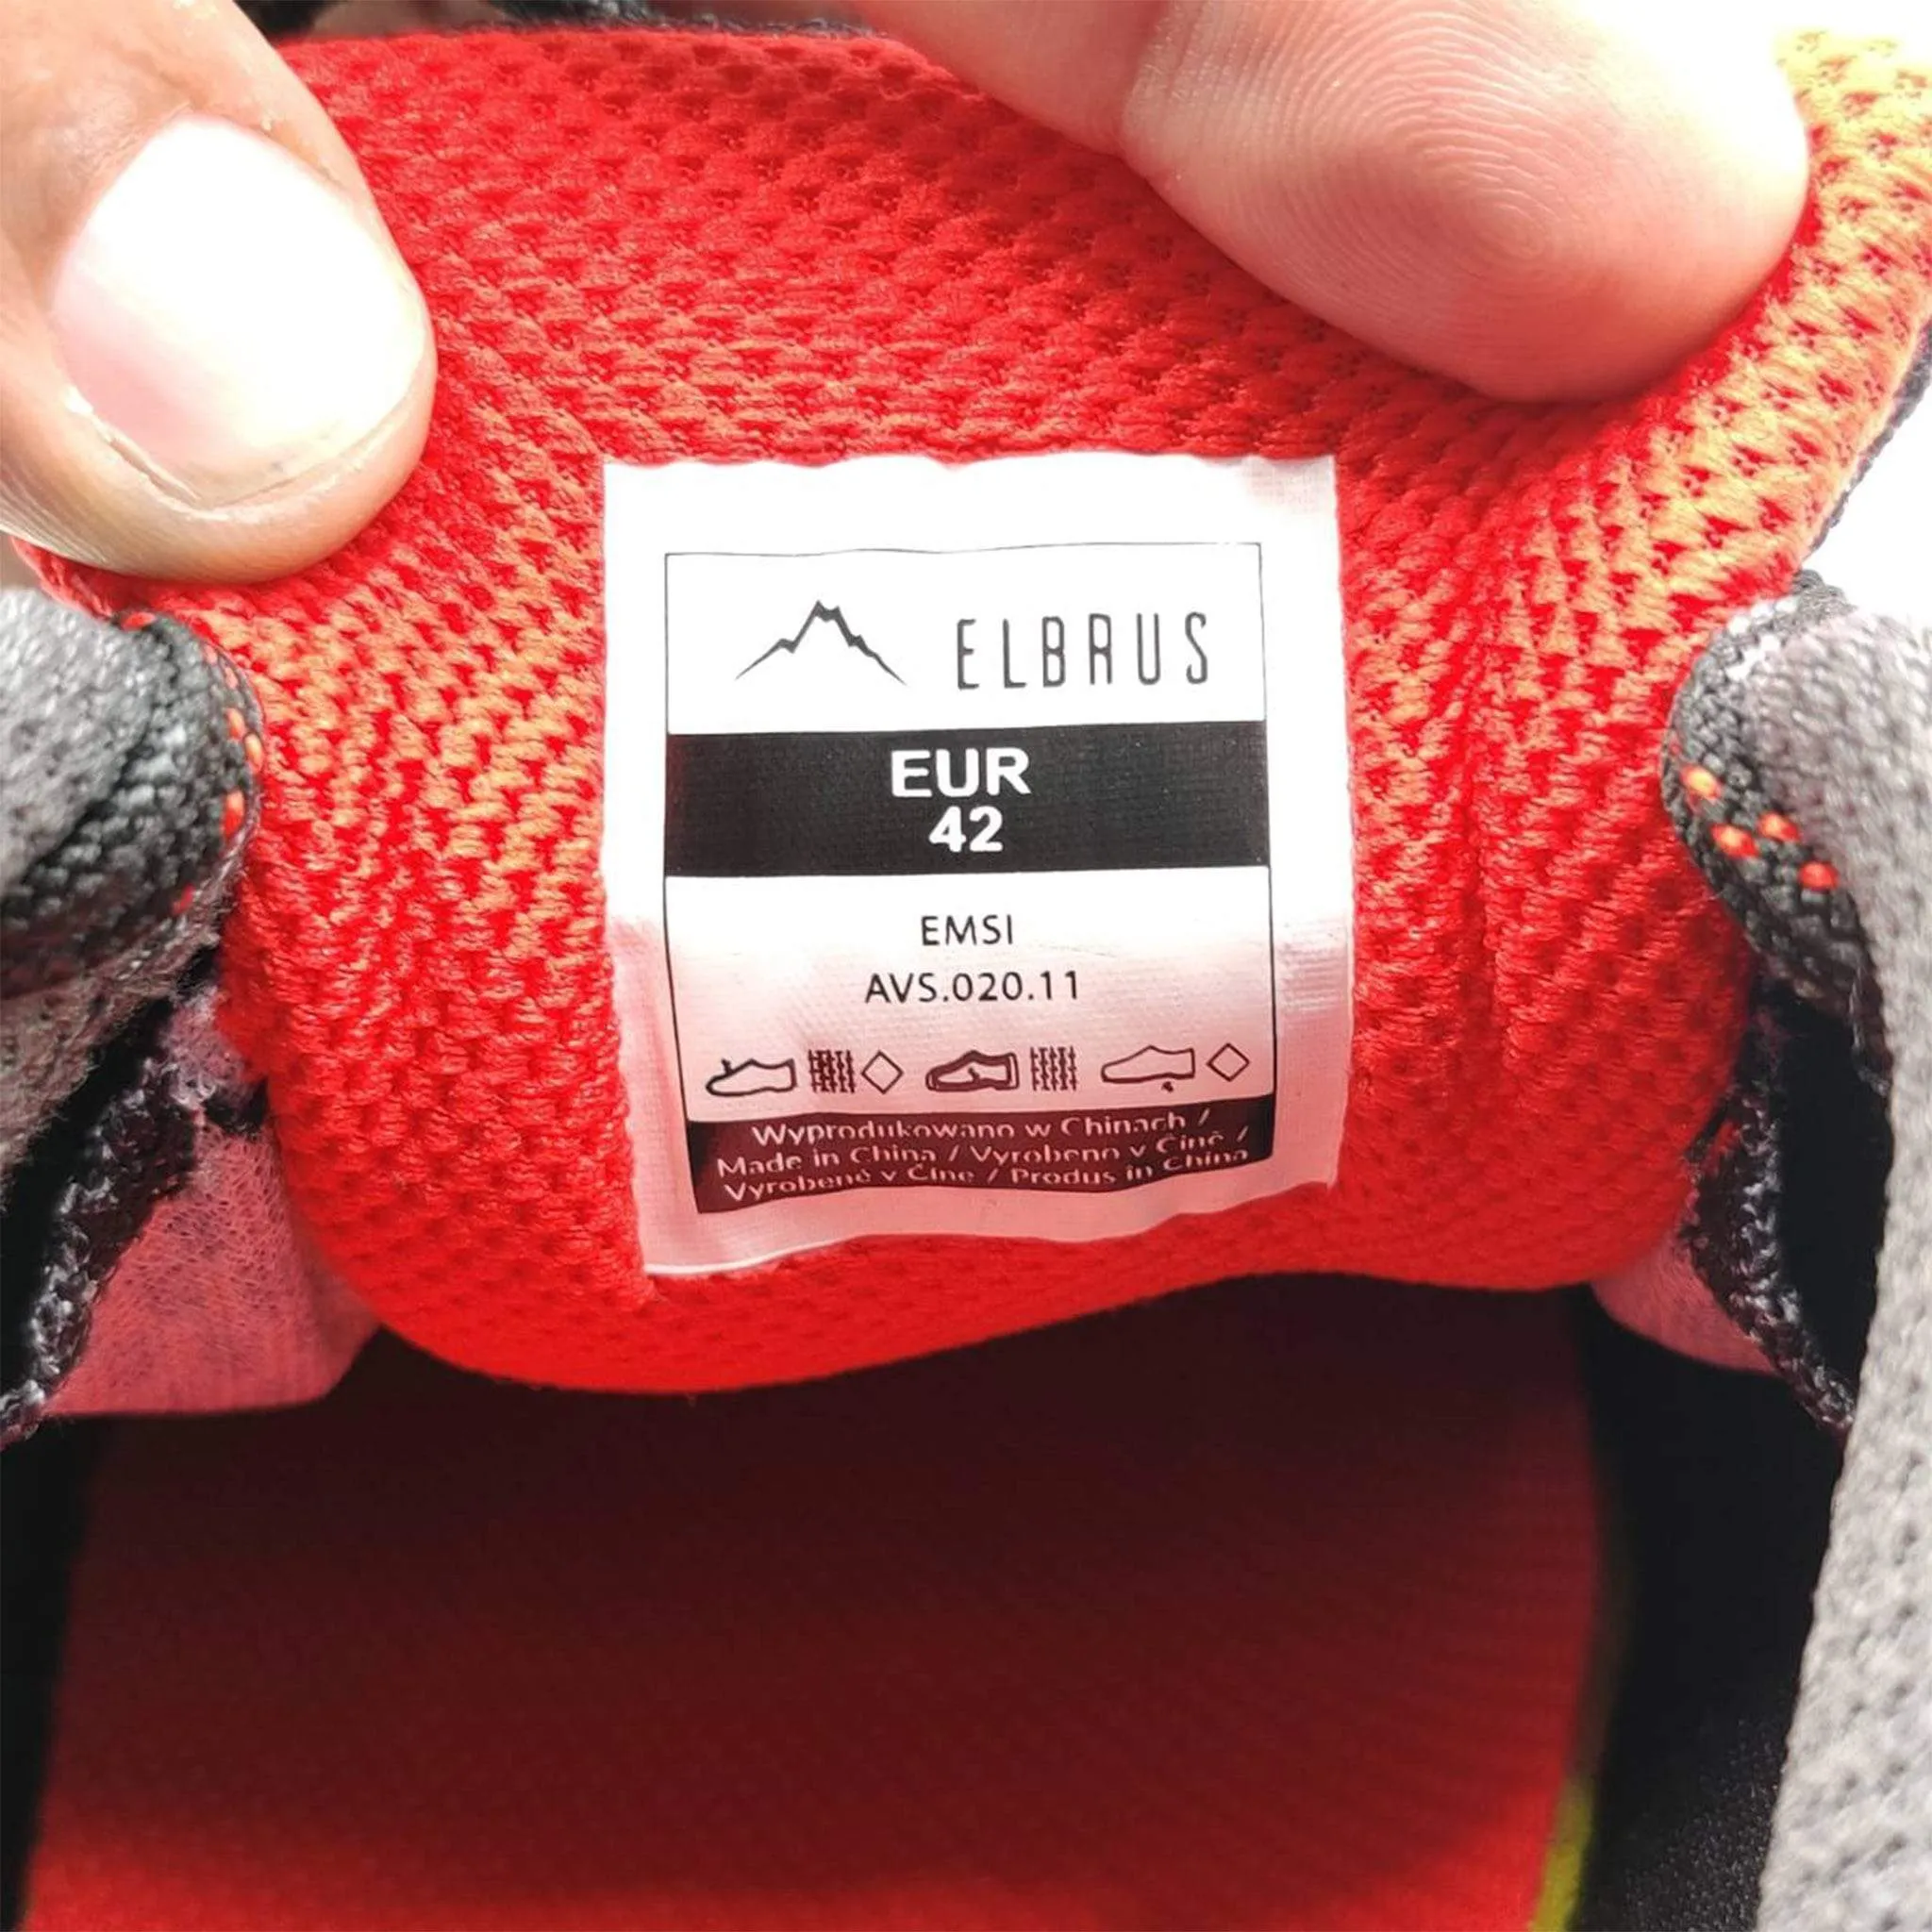 ELBRUS
EUR
42
EMSI
AVS.020.11
Wyprodukowano w Chinach /
Made in China / Vyrobeno v Číně /
Vyrobené v Číne / Produs în China